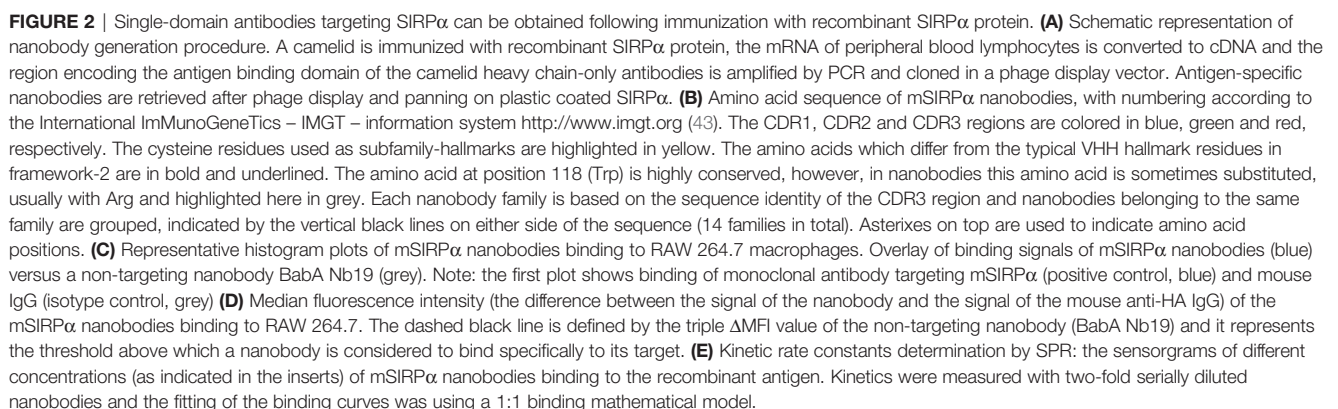 FIGURE 2 | Single-domain antibodies targeting SIRPα can be obtained following immunization with recombinant SIRPα protein. (A) Schematic representation of
nanobody generation procedure. A camelid is immunized with recombinant SIRPα protein, the mRNA of peripheral blood lymphocytes is converted to cDNA and the
region encoding the antigen binding domain of the camelid heavy chain-only antibodies is amplified by PCR and cloned in a phage display vector. Antigen-specific
nanobodies are retrieved after phage display and panning on plastic coated SIRPα. (B) Amino acid sequence of mSIRPα nanobodies, with numbering according to
the International ImMunoGeneTics – IMGT – information system http://www.imgt.org (43). The CDR1, CDR2 and CDR3 regions are colored in blue, green and red,
respectively. The cysteine residues used as subfamily-hallmarks are highlighted in yellow. The amino acids which differ from the typical VHH hallmark residues in
framework-2 are in bold and underlined. The amino acid at position 118 (Trp) is highly conserved, however, in nanobodies this amino acid is sometimes substituted,
usually with Arg and highlighted here in grey. Each nanobody family is based on the sequence identity of the CDR3 region and nanobodies belonging to the same
family are grouped, indicated by the vertical black lines on either side of the sequence (14 families in total). Asterixes on top are used to indicate amino acid
positions. (C) Representative histogram plots of mSIRPα nanobodies binding to RAW 264.7 macrophages. Overlay of binding signals of mSIRPα nanobodies (blue)
versus a non-targeting nanobody BabA Nb19 (grey). Note: the first plot shows binding of monoclonal antibody targeting mSIRPα (positive control, blue) and mouse
IgG (isotype control, grey) (D) Median fluorescence intensity (the difference between the signal of the nanobody and the signal of the mouse anti-HA IgG) of the
mSIRPα nanobodies binding to RAW 264.7. The dashed black line is defined by the triple ΔMFI value of the non-targeting nanobody (BabA Nb19) and it represents
the threshold above which a nanobody is considered to bind specifically to its target. (E) Kinetic rate constants determination by SPR: the sensorgrams of different
concentrations (as indicated in the inserts) of mSIRPα nanobodies binding to the recombinant antigen. Kinetics were measured with two-fold serially diluted
nanobodies and the fitting of the binding curves was using a 1:1 binding mathematical model.